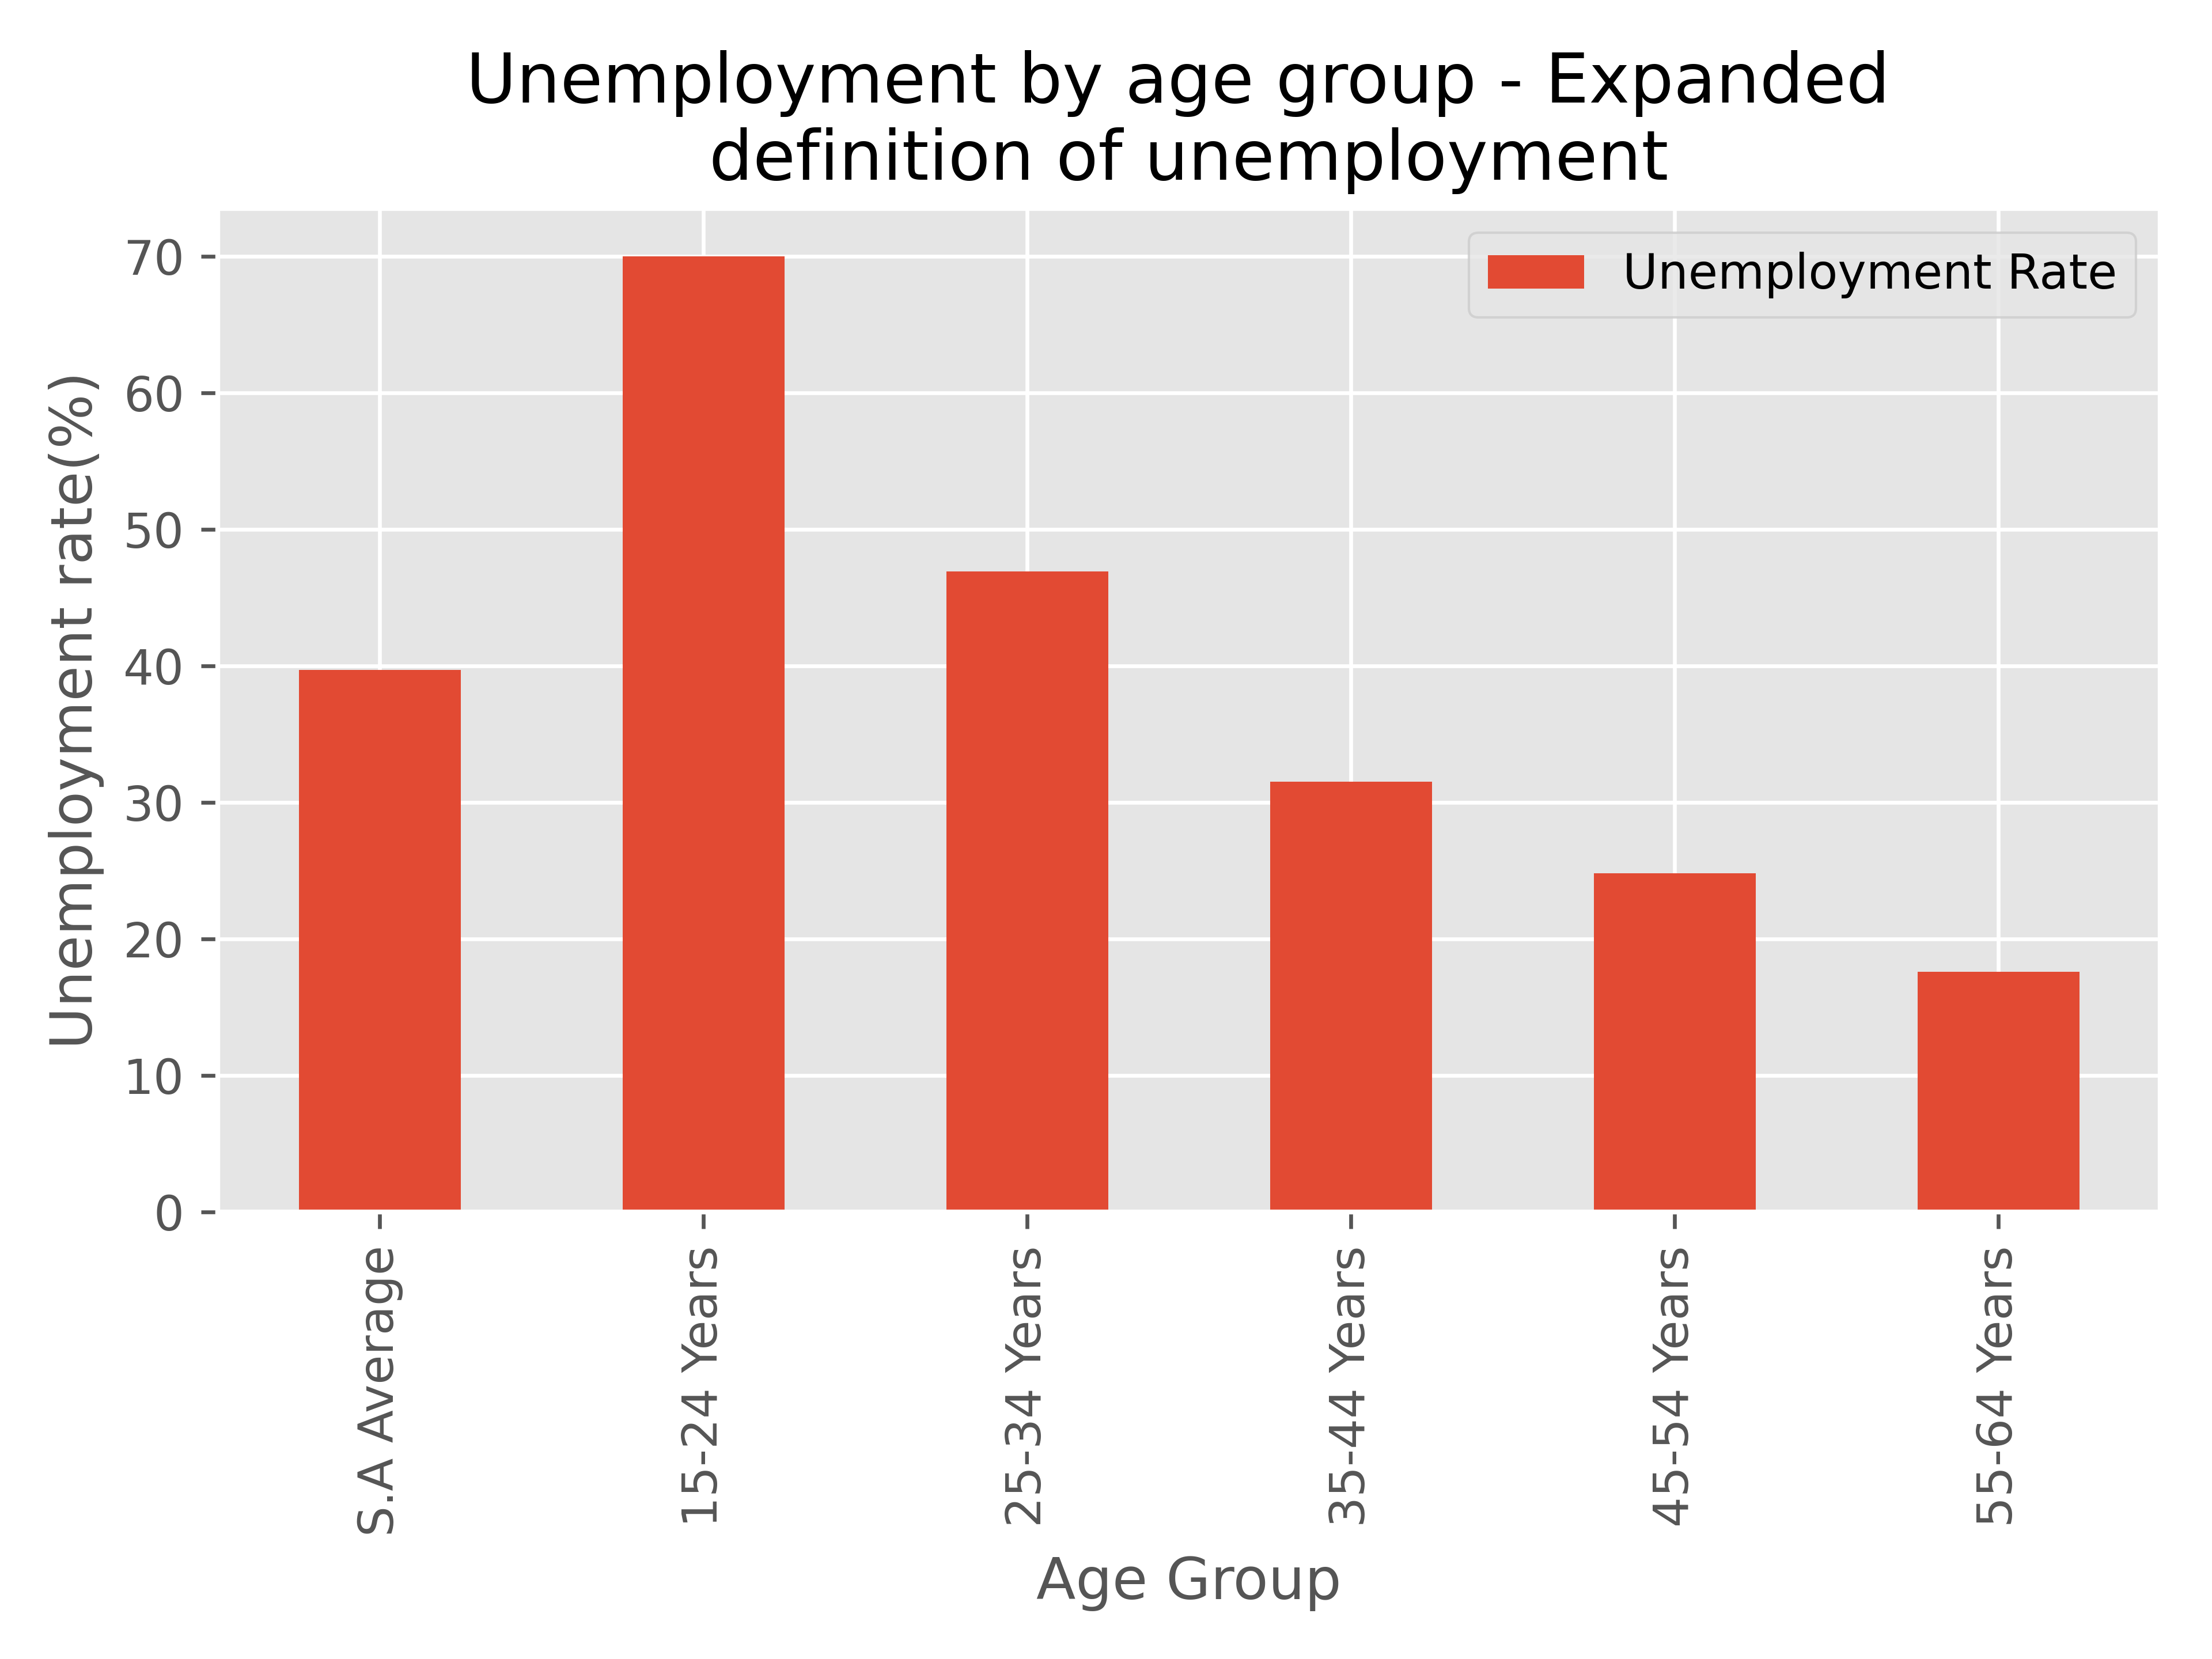 Unemployment by age group - Expanded
definition of unemployment
Unemployment Rate
Unemployment rate(%)
70
60
50
40
30
20
10
0
S.A Average
15-24 Years
25-34 Years
35-44 Years
45-54 Years
55-64 Years
Age Group